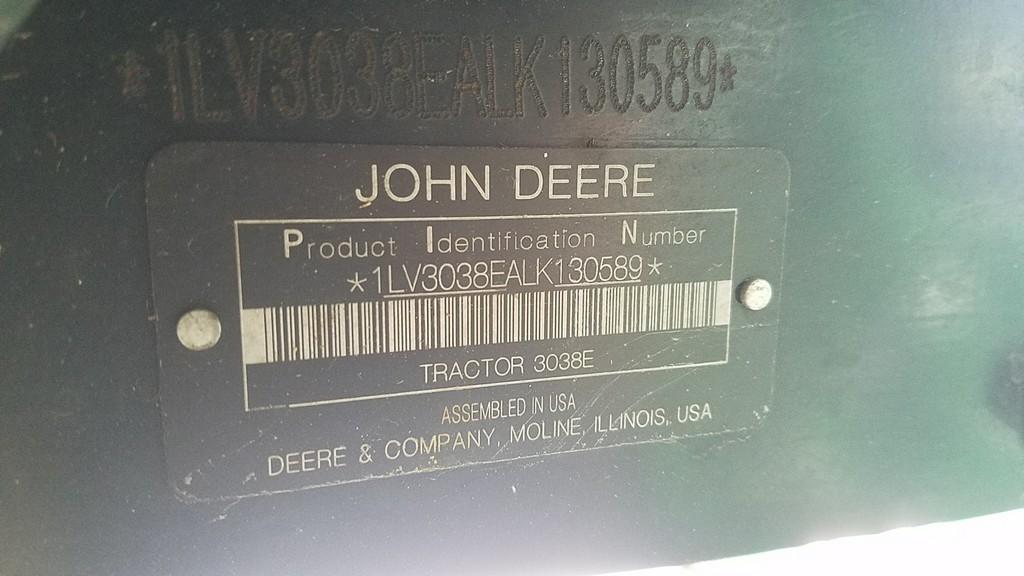 *1LV3038EALK130589*
JOHN DEERE
Product Identification Number
*1LV3038EALK130589*
TRACTOR 3038E
ASSEMBLED IN USA
DEERE & COMPANY, MOLINE, ILLINOIS, USA